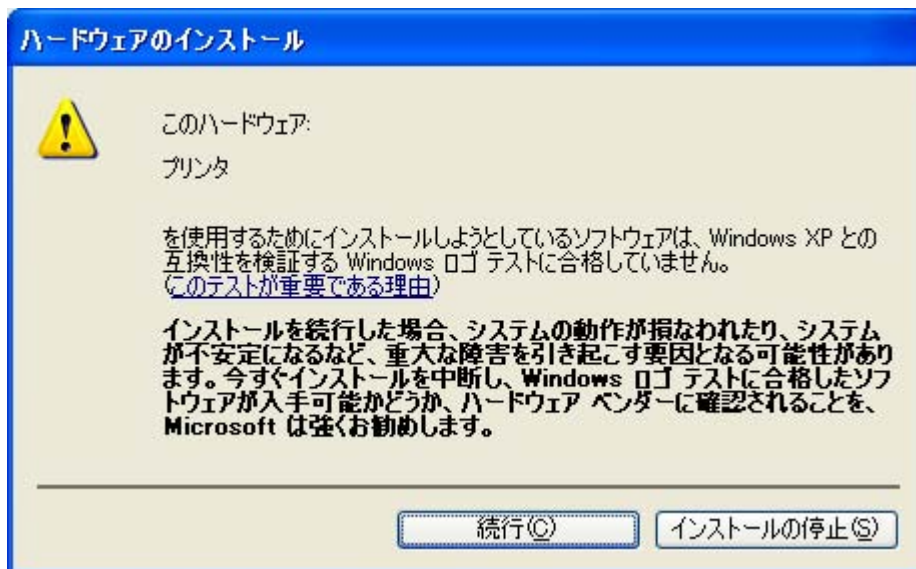 ハードウェアのインストール
このハードウェア:
プリンタ
を使用するためにインストールしようとしているソフトウェアは、Windows XP との
互換性を検証する Windows ロゴ テストに合格していません。
(このテストが重要である理由)
インストールを続行した場合、システムの動作が損なわれたり、システム
が不安定になるなど、重大な障害を引き起こす要因となる可能性があり
ます。今すぐインストールを中断し、Windows ロゴ テストに合格したソフ
トウェアが入手可能かどうか、ハードウェア ベンダーに確認されることを、
Microsoft は強くお勧めします。
続行(C) インストールの停止(S)